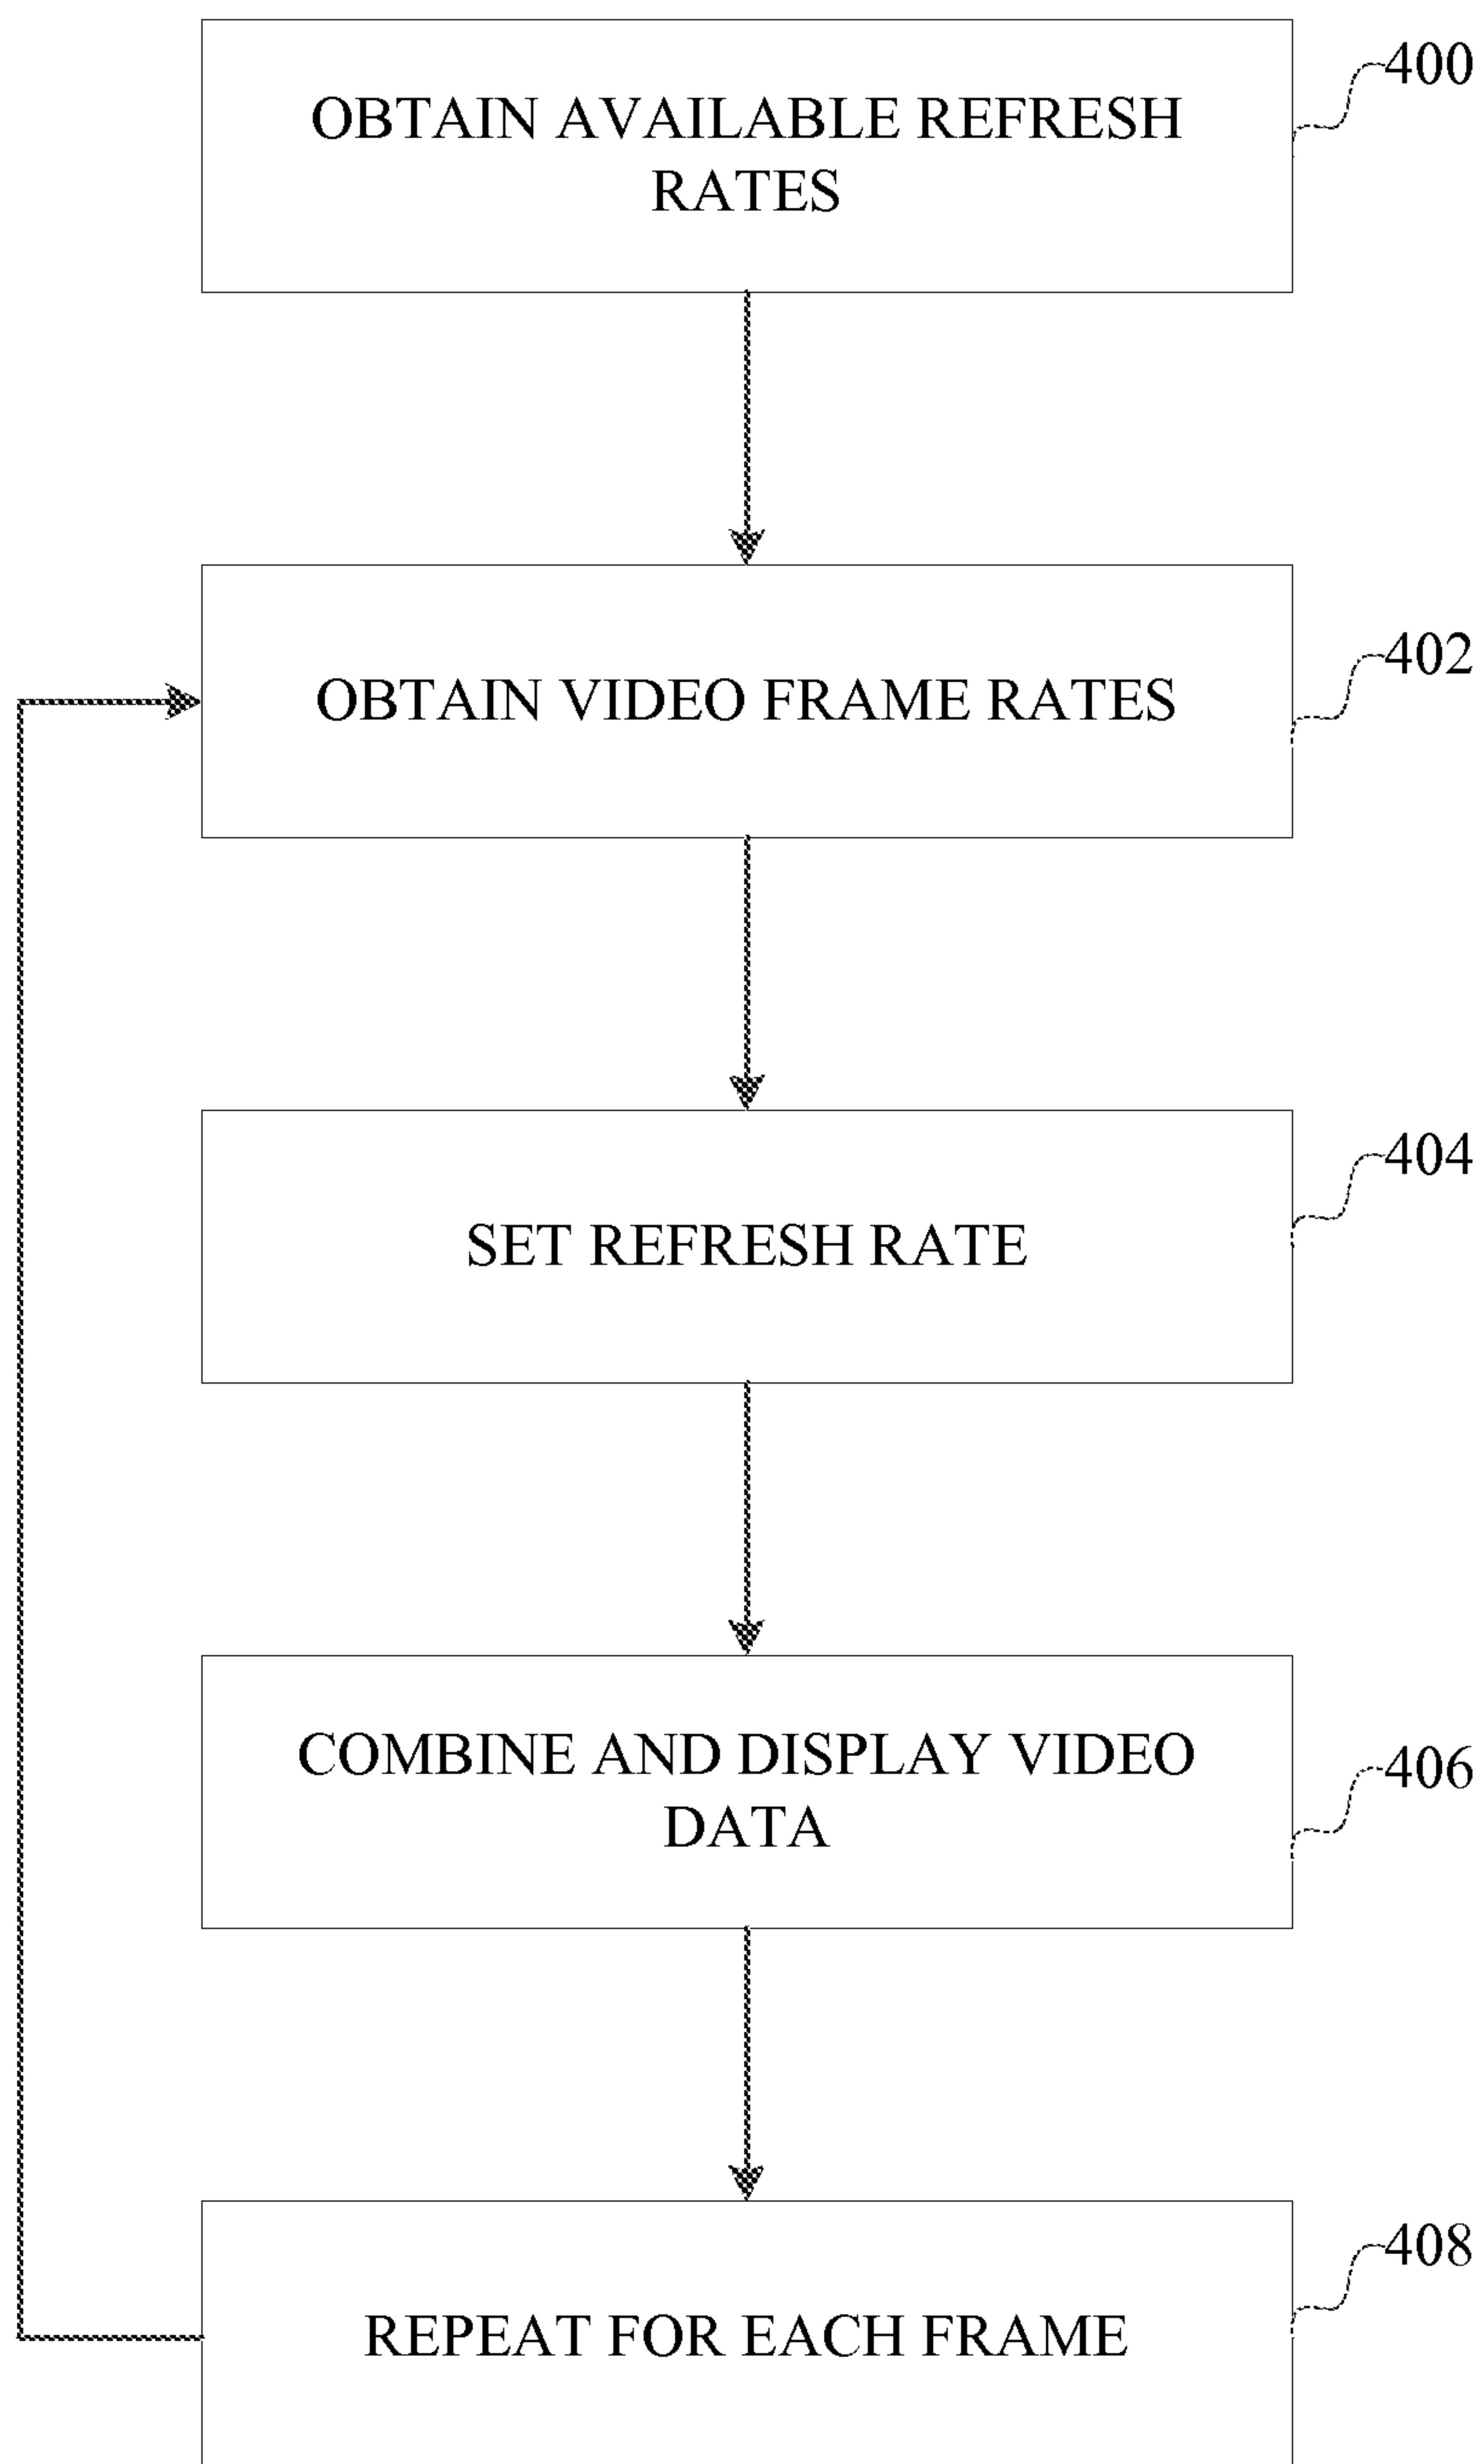 400
OBTAIN AVAILABLE REFRESH
RATES
402
OBTAIN VIDEO FRAME RATES
404
SET REFRESH RATE
406
COMBINE AND DISPLAY VIDEO
DATA
408
REPEAT FOR EACH FRAME